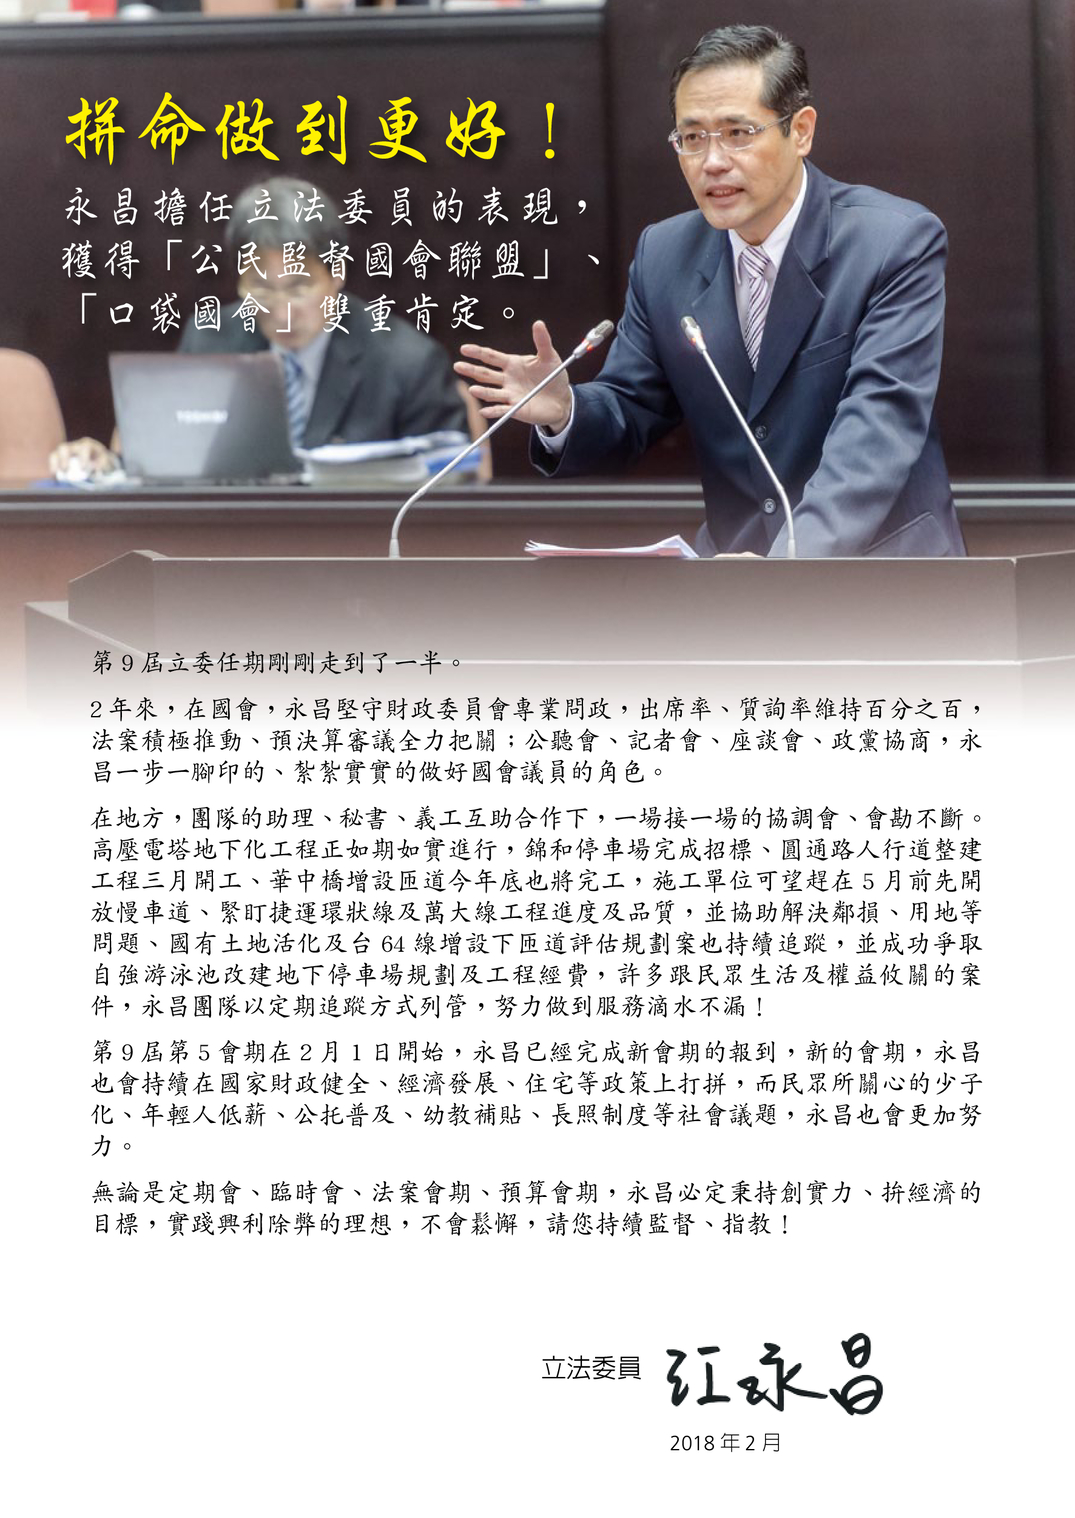 拼命做到更好！
永昌擔任立法委員的表現，
獲得「公民監督國會聯盟」、
「口袋國會」雙重肯定。
TOSHIBA
第 9 屆立委任期剛剛走到了一半。
2 年來，在國會，永昌堅守財政委員會專業問政，出席率、質詢率維持百分之百，
法案積極推動、預決算審議全力把關；公聽會、記者會、座談會、政黨協商，永
昌一步一腳印的、紮紮實實的做好國會議員的角色。
在地方，團隊的助理、秘書、義工互助合作下，一場接一場的協調會、會勘不斷。
高壓電塔地下化工程正如期如實進行，錦和停車場完成招標、圓通路人行道整建
工程三月開工、華中橋增設匝道今年底也將完工，施工單位可望趕在 5 月前先開
放慢車道、緊盯捷運環狀線及萬大線工程進度及品質，並協助解決鄰損、用地等
問題、國有土地活化及台 64 線增設下匝道評估規劃案也持續追蹤，並成功爭取
自強游泳池改建地下停車場規劃及工程經費，許多跟民眾生活及權益攸關的案
件，永昌團隊以定期追蹤方式列管，努力做到服務滴水不漏！
第 9 屆第 5 會期在 2 月 1 日開始，永昌已經完成新會期的報到，新的會期，永昌
也會持續在國家財政健全、經濟發展、住宅等政策上打拼，而民眾所關心的少子
化、年輕人低薪、公托普及、幼教補貼、長照制度等社會議題，永昌也會更加努
力。
無論是定期會、臨時會、法案會期、預算會期，永昌必定秉持創實力、拚經濟的
目標，實踐興利除弊的理想，不會鬆懈，請您持續監督、指教！
立法委員 江永昌
2018 年 2 月